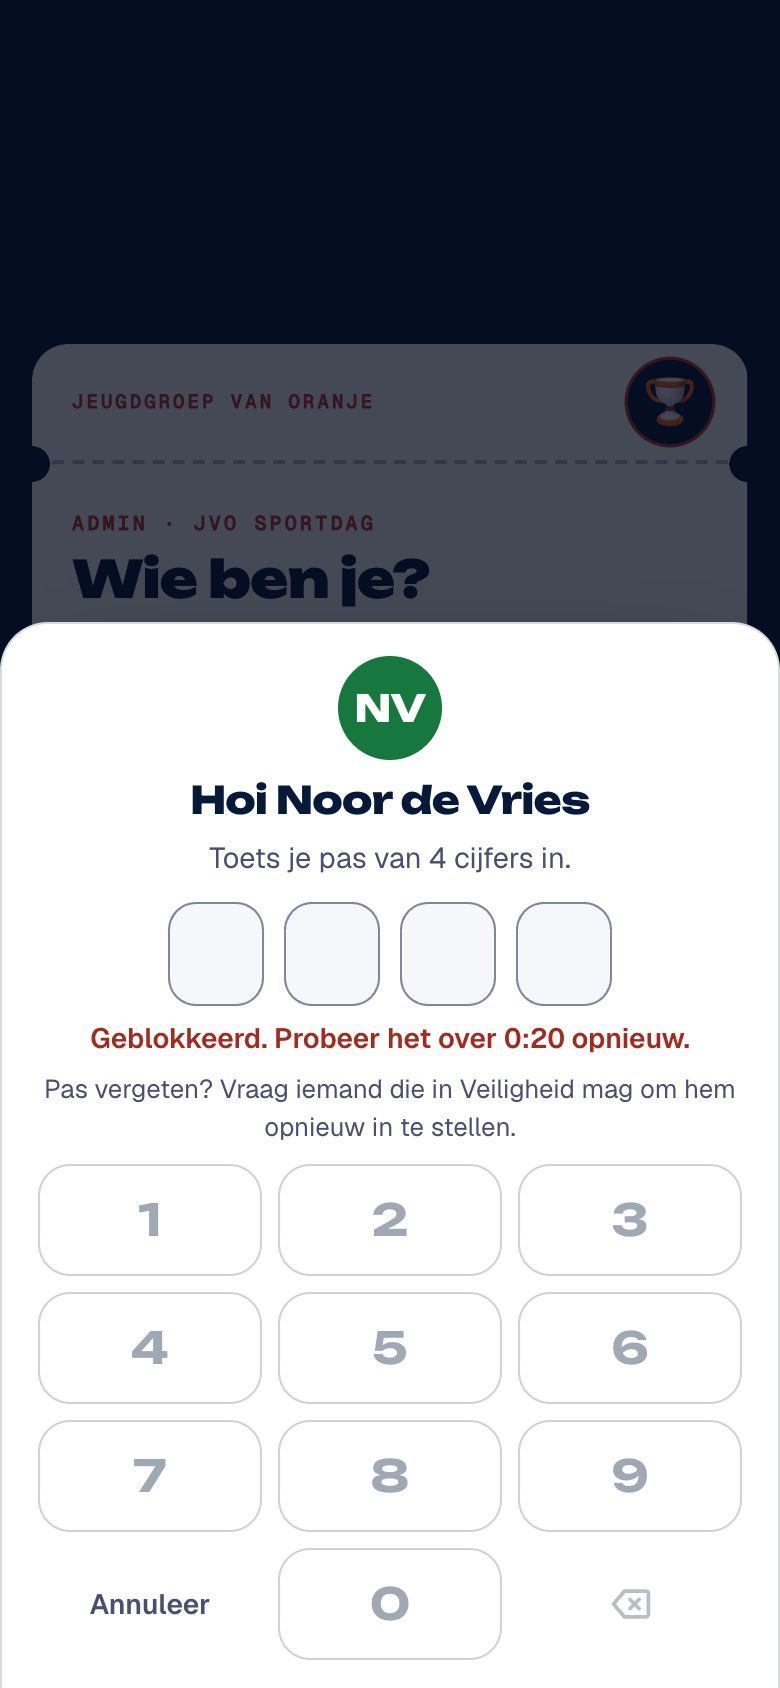 JEUGDGROEP VAN ORANJE
ADMIN · JVO SPORTDAG
Wie ben je?
NV
Hoi Noor de Vries
Toets je pas van 4 cijfers in.
Geblokkeerd. Probeer het over 0:20 opnieuw.
Pas vergeten? Vraag iemand die in Veiligheid mag om hem
opnieuw in te stellen.
1 2 3
4 5 6
7 8 9
Annuleer 0